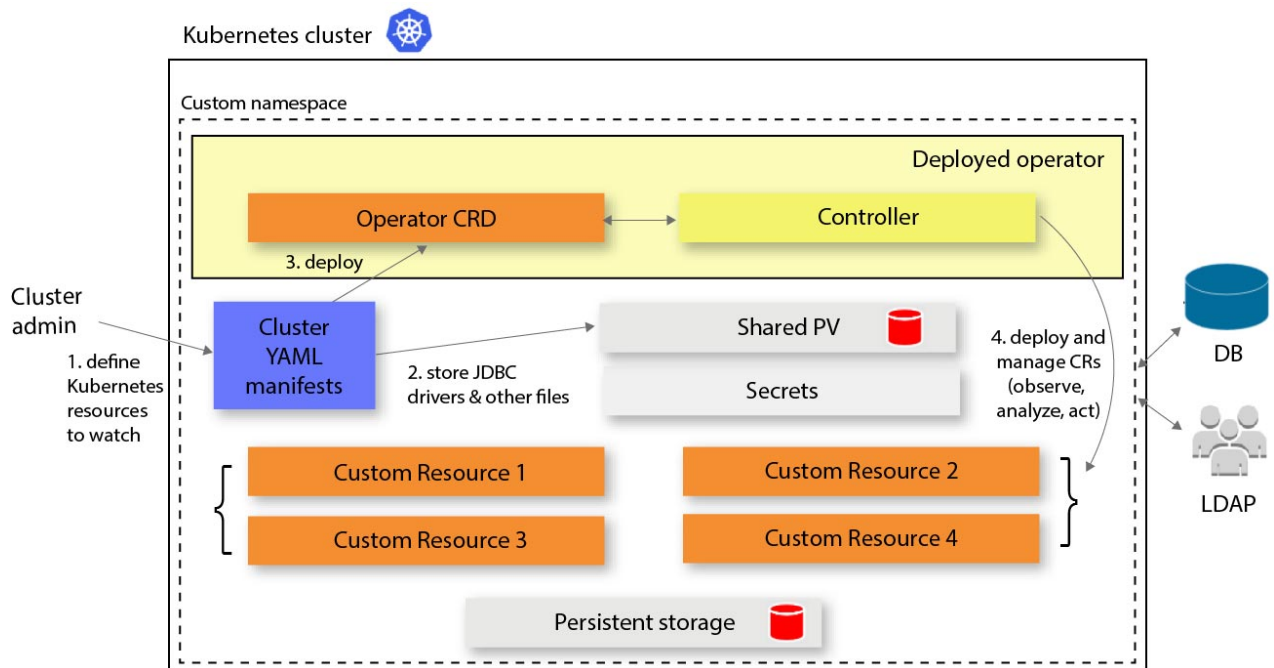 Kubernetes cluster
Custom namespace
Deployed operator
Operator CRD
Controller
3. deploy
Cluster
admin
1. define
Kubernetes
resources
to watch
Cluster
YAML
manifests
2. store JDBC
drivers & other files
Shared PV
Secrets
4. deploy and
manage CRs
(observe,
analyze, act)
DB
LDAP
Custom Resource 1
Custom Resource 2
Custom Resource 3
Custom Resource 4
Persistent storage